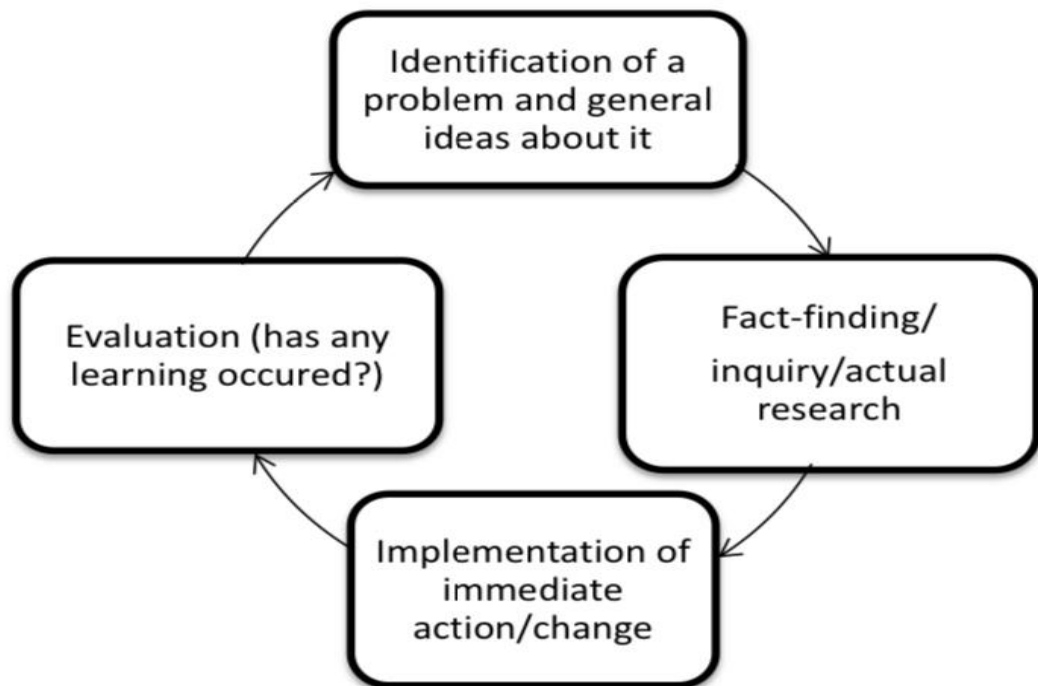 Identification of a
problem and general
ideas about it
Fact-finding/
inquiry/actual
research
Implementation of
immediate
action/change
Evaluation (has any
learning occured?)